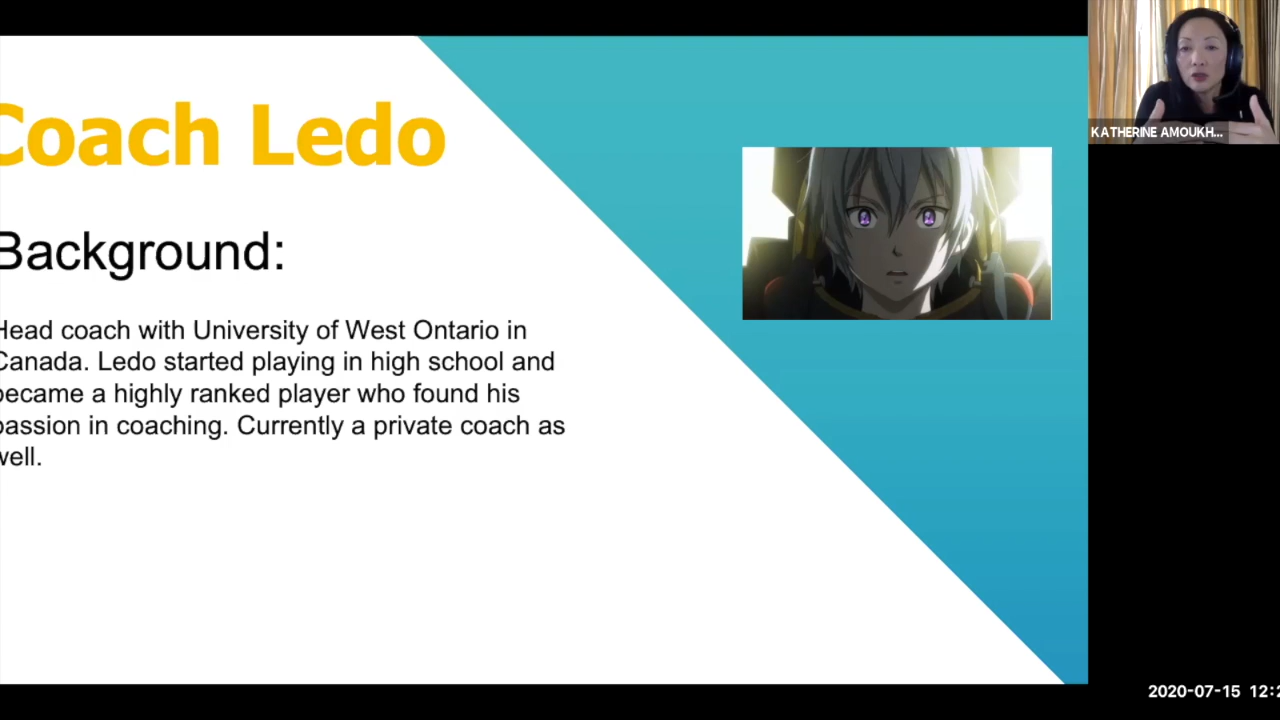 Coach Ledo
KATHERINE AMOUKH...
Background:
Head coach with University of West Ontario in
Canada. Ledo started playing in high school and
became a highly ranked player who found his
passion in coaching. Currently a private coach as
well.
2020-07-15 12:2